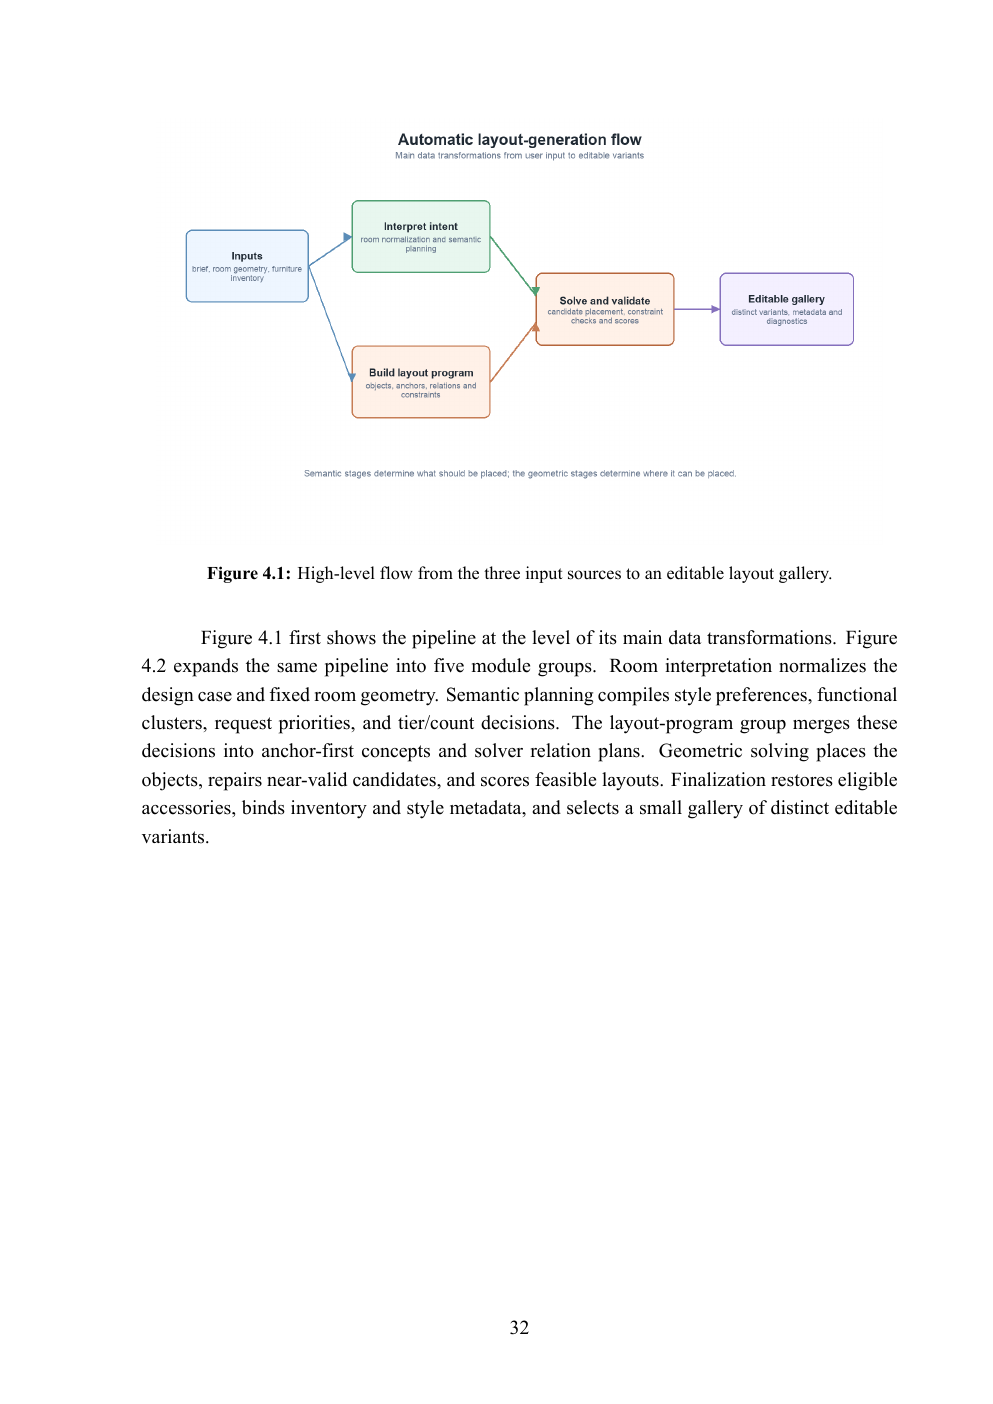 Automatic layout-generation flow
Main data transformations from user input to editable variants
Inputs
brief, room geometry, furniture
inventory
Interpret intent
room normalization and semantic
planning
Build layout program
objects, anchors, relations and
constraints
Solve and validate
candidate placement, constraint
checks and scores
Editable gallery
distinct variants, metadata and
diagnostics
Semantic stages determine what should be placed; the geometric stages determine where it can be placed.
Figure 4.1: High-level flow from the three input sources to an editable layout gallery.
Figure 4.1 first shows the pipeline at the level of its main data transformations. Figure
4.2 expands the same pipeline into five module groups. Room interpretation normalizes the
design case and fixed room geometry. Semantic planning compiles style preferences, functional
clusters, request priorities, and tier/count decisions. The layout-program group merges these
decisions into anchor-first concepts and solver relation plans. Geometric solving places the
objects, repairs near-valid candidates, and scores feasible layouts. Finalization restores eligible
accessories, binds inventory and style metadata, and selects a small gallery of distinct editable
variants.
32